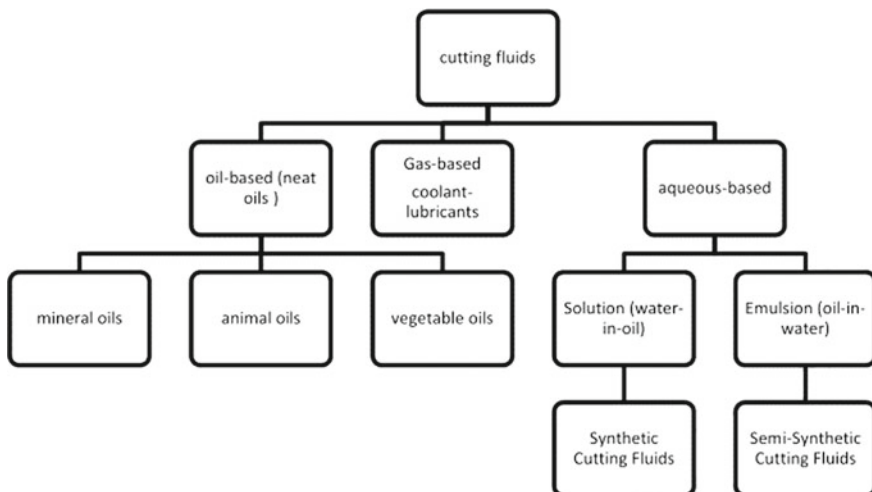 cutting fluids
oil-based (neat
oils )
Gas-based
coolant-
lubricants
aqueous-based
mineral oils
animal oils
vegetable oils
Solution (water-
in-oil)
Emulsion (oil-in-
water)
Synthetic
Cutting Fluids
Semi-Synthetic
Cutting Fluids